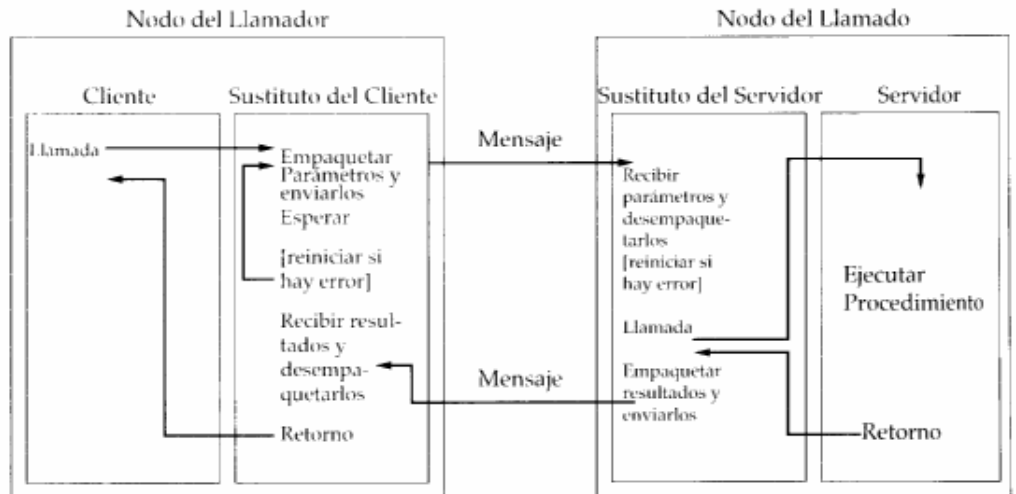 Nodo del Llamador
Nodo del Llamado
Cliente
Sustituto del Cliente
Sustituto del Servidor
Servidor
Llamada
Empaquetar
Parámetros y
enviarlos
Esperar
[reiniciar si
hay error]
Recibir resul-
tados y
desempa-
quetarlos
Retorno
Mensaje
Mensaje
Recibir
parámetros y
desempaque-
tarlos
[reiniciar si
hay error]
Llamada
Empaquetar
resultados y
enviarlos
Ejecutar
Procedimiento
Retorno